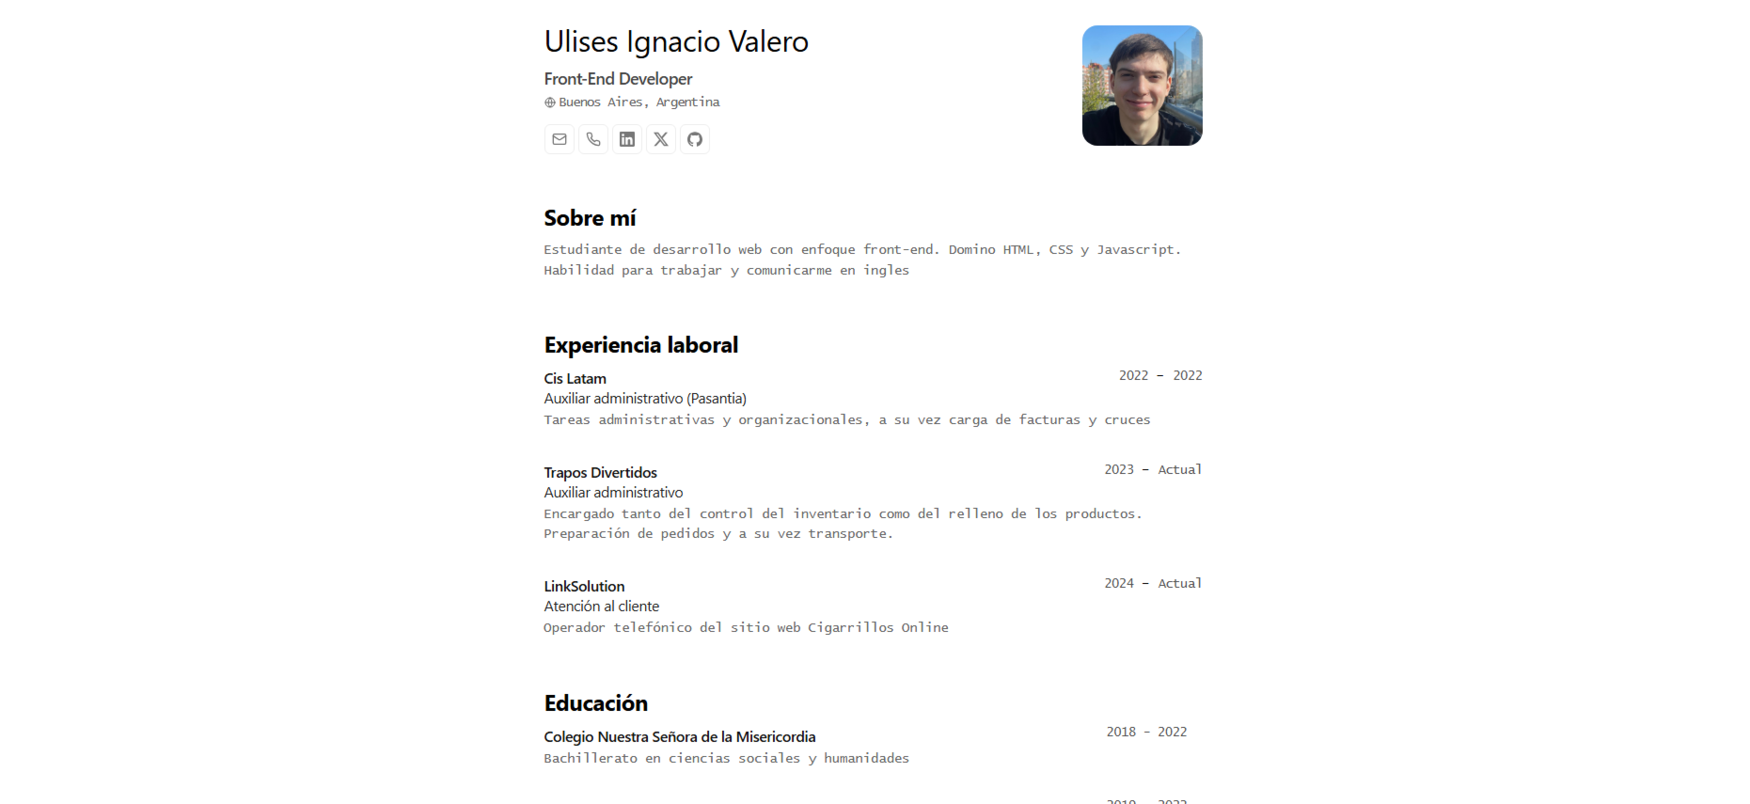 Ulises Ignacio Valero
Front-End Developer
Buenos Aires, Argentina
Sobre mí
Estudiante de desarrollo web con enfoque front-end. Domino HTML, CSS y Javascript.
Habilidad para trabajar y comunicarme en ingles
Experiencia laboral
Cis Latam 2022 – 2022
Auxiliar administrativo (Pasantia)
Tareas administrativas y organizacionales, a su vez carga de facturas y cruces
Trapos Divertidos 2023 – Actual
Auxiliar administrativo
Encargado tanto del control del inventario como del relleno de los productos.
Preparación de pedidos y a su vez transporte.
LinkSolution 2024 – Actual
Atención al cliente
Operador telefónico del sitio web Cigarrillos Online
Educación
Colegio Nuestra Señora de la Misericordia 2018 - 2022
Bachillerato en ciencias sociales y humanidades